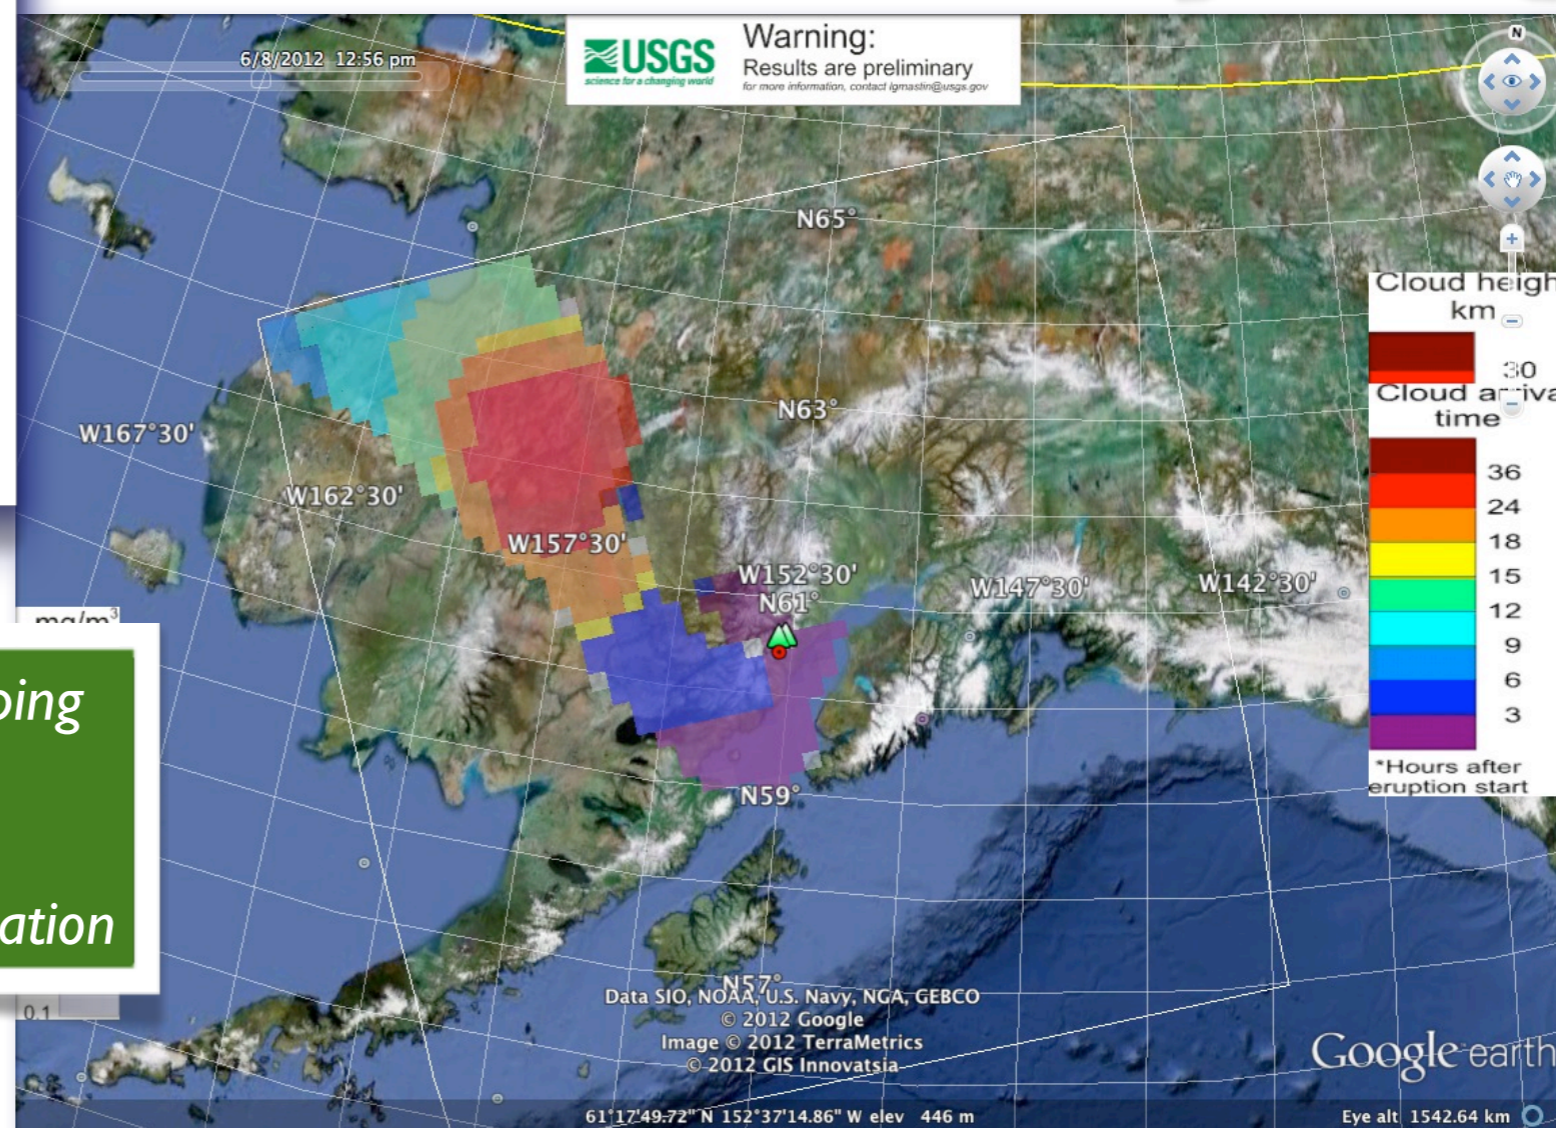 6/8/2012 12:56 pm
USGS
science for a changing world
Warning:
Results are preliminary
for more information, contact lgmastin@usgs.gov
N
N65°
Cloud heigh
km
30
Cloud arriva
time
36
24
18
15
12
9
6
3
*Hours after
eruption start
N63°
W167°30'
W162°30'
W157°30'
W152°30'
W147°30'
W142°30'
N61°
mg/m³
oing
ation
0.1
N59°
N57°
Data SIO, NOAA, U.S. Navy, NGA, GEBCO
© 2012 Google
Image © 2012 TerraMetrics
© 2012 GIS Innovatsia
Google earth
61°17'49.72" N 152°37'14.86" W elev 446 m
Eye alt 1542.64 km